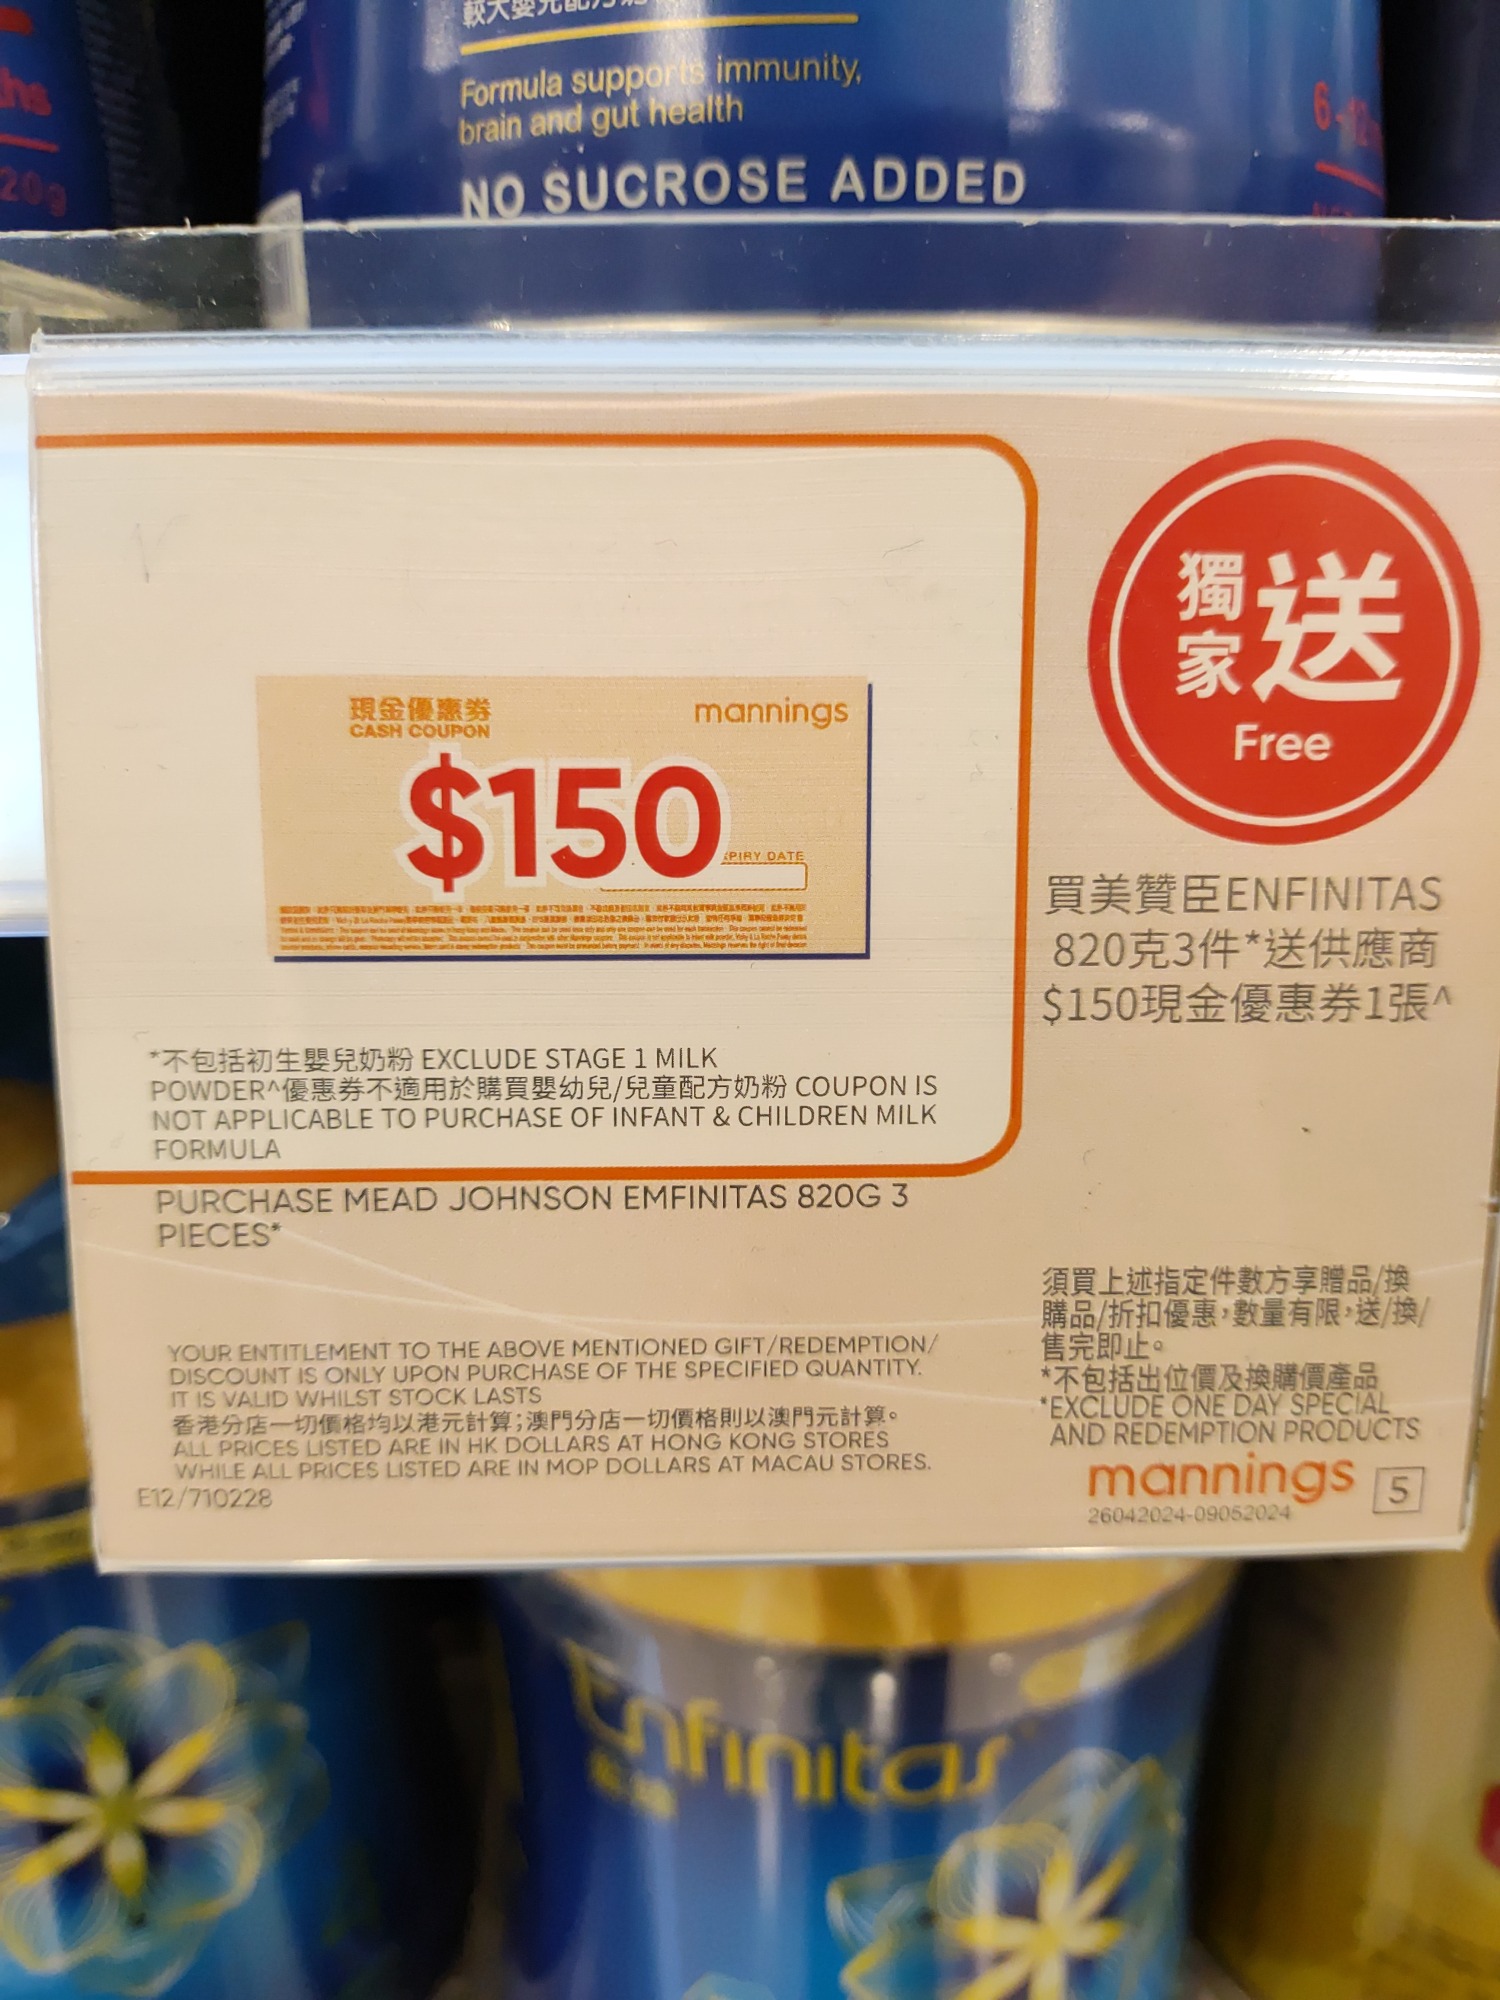 Formula supports immunity,
brain and gut health
NO SUCROSE ADDED
20g
現金優惠券
CASH COUPON
mannings
$150
PIRY DATE
獨家
送
Free
買美贊臣ENFINITAS
820克3件*送供應商
$150現金優惠券1張^
*不包括初生嬰兒奶粉 EXCLUDE STAGE 1 MILK
POWDER^優惠券不適用於購買嬰幼兒/兒童配方奶粉 COUPON IS
NOT APPLICABLE TO PURCHASE OF INFANT & CHILDREN MILK
FORMULA
PURCHASE MEAD JOHNSON EMFINITAS 820G 3
PIECES*
YOUR ENTITLEMENT TO THE ABOVE MENTIONED GIFT/REDEMPTION/
DISCOUNT IS ONLY UPON PURCHASE OF THE SPECIFIED QUANTITY.
IT IS VALID WHILST STOCK LASTS
香港分店一切價格均以港元計算;澳門分店一切價格則以澳門元計算。
ALL PRICES LISTED ARE IN HK DOLLARS AT HONG KONG STORES
WHILE ALL PRICES LISTED ARE IN MOP DOLLARS AT MACAU STORES.
E12/710228
須買上述指定件數方享贈品/換
購品/折扣優惠,數量有限,送/換/
售完即止。
*不包括出位價及換購價產品
*EXCLUDE ONE DAY SPECIAL
AND REDEMPTION PRODUCTS
mannings
5
26042024-09052024
Enfinitas